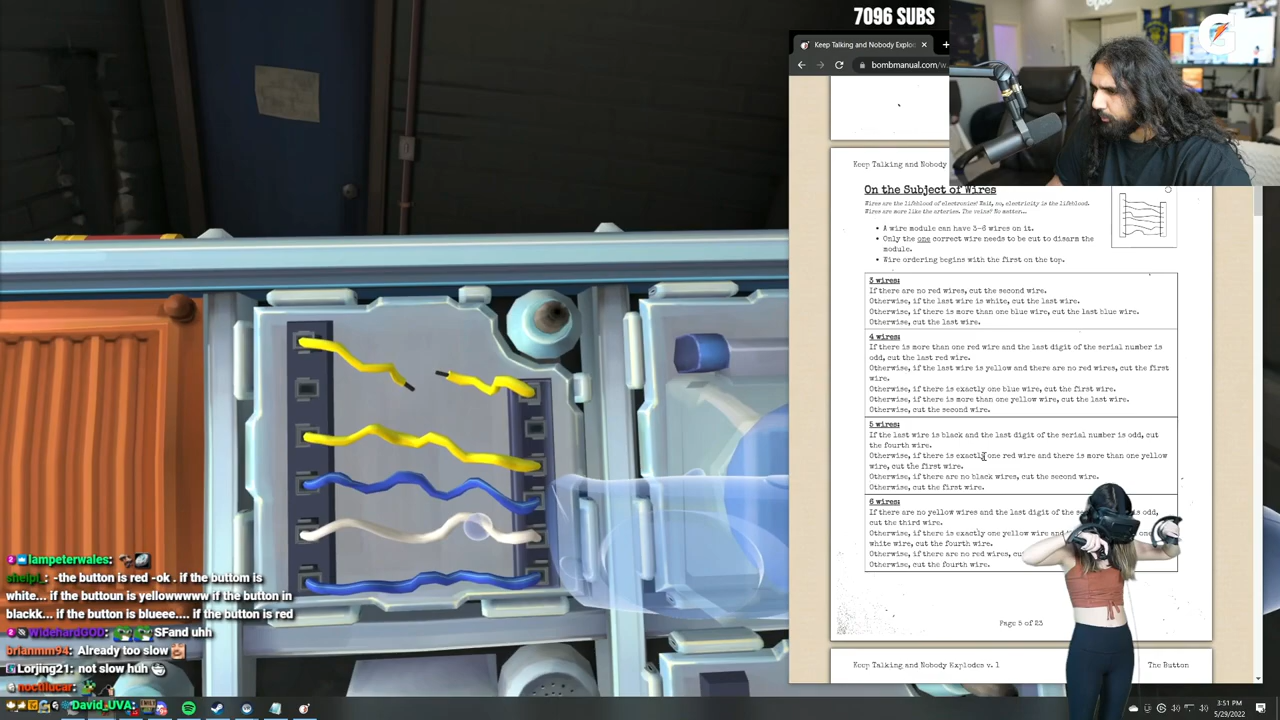 7096 SUBS
Keep Talking and Nobody Explo
bombmanual.com/w
Keep Talking and Nobody
On the Subject of Wires
Wires are the lifeblood of electronics! Wait, no, electricity is the lifeblood.
Wires are more like the arteries. The veins? No matter...
• A wire module can have 3-6 wires on it.
• Only the one correct wire needs to be cut to disarm the
module.
• Wire ordering begins with the first on the top.
3 wires:
If there are no red wires, cut the second wire.
Otherwise, if the last wire is white, cut the last wire.
Otherwise, if there is more than one blue wire, cut the last blue wire.
Otherwise, cut the last wire.
4 wires:
If there is more than one red wire and the last digit of the serial number is
odd, cut the last red wire.
Otherwise, if the last wire is yellow and there are no red wires, cut the first
wire.
Otherwise, if there is exactly one blue wire, cut the first wire.
Otherwise, if there is more than one yellow wire, cut the last wire.
Otherwise, cut the second wire.
5 wires:
If the last wire is black and the last digit of the serial number is odd, cut
the fourth wire.
Otherwise, if there is exactly one red wire and there is more than one yellow
wire, cut the first wire.
Otherwise, if there are no black wires, cut the second wire.
Otherwise, cut the first wire.
6 wires:
If there are no yellow wires and the last digit of the is odd,
cut the third wire.
Otherwise, if there is exactly one yellow wire and one
white wire, cut the fourth wire.
Otherwise, if there are no red wires, cu
Otherwise, cut the fourth wire.
Page 5 of 23
Keep Talking and Nobody Explodes v. 1
The Button
lampeterwales:
-the button is red -ok . if the buttom is
white... if the buttoun is yellowwwww if the button in
blackk... if the button is blueee.... if the button is red
WidehardGOD: SFand uhh
brianmm94: Already too slow
Lorjing21: not slow huh
noctilucar:
David_UVA:
3:51 PM
5/29/2022
G